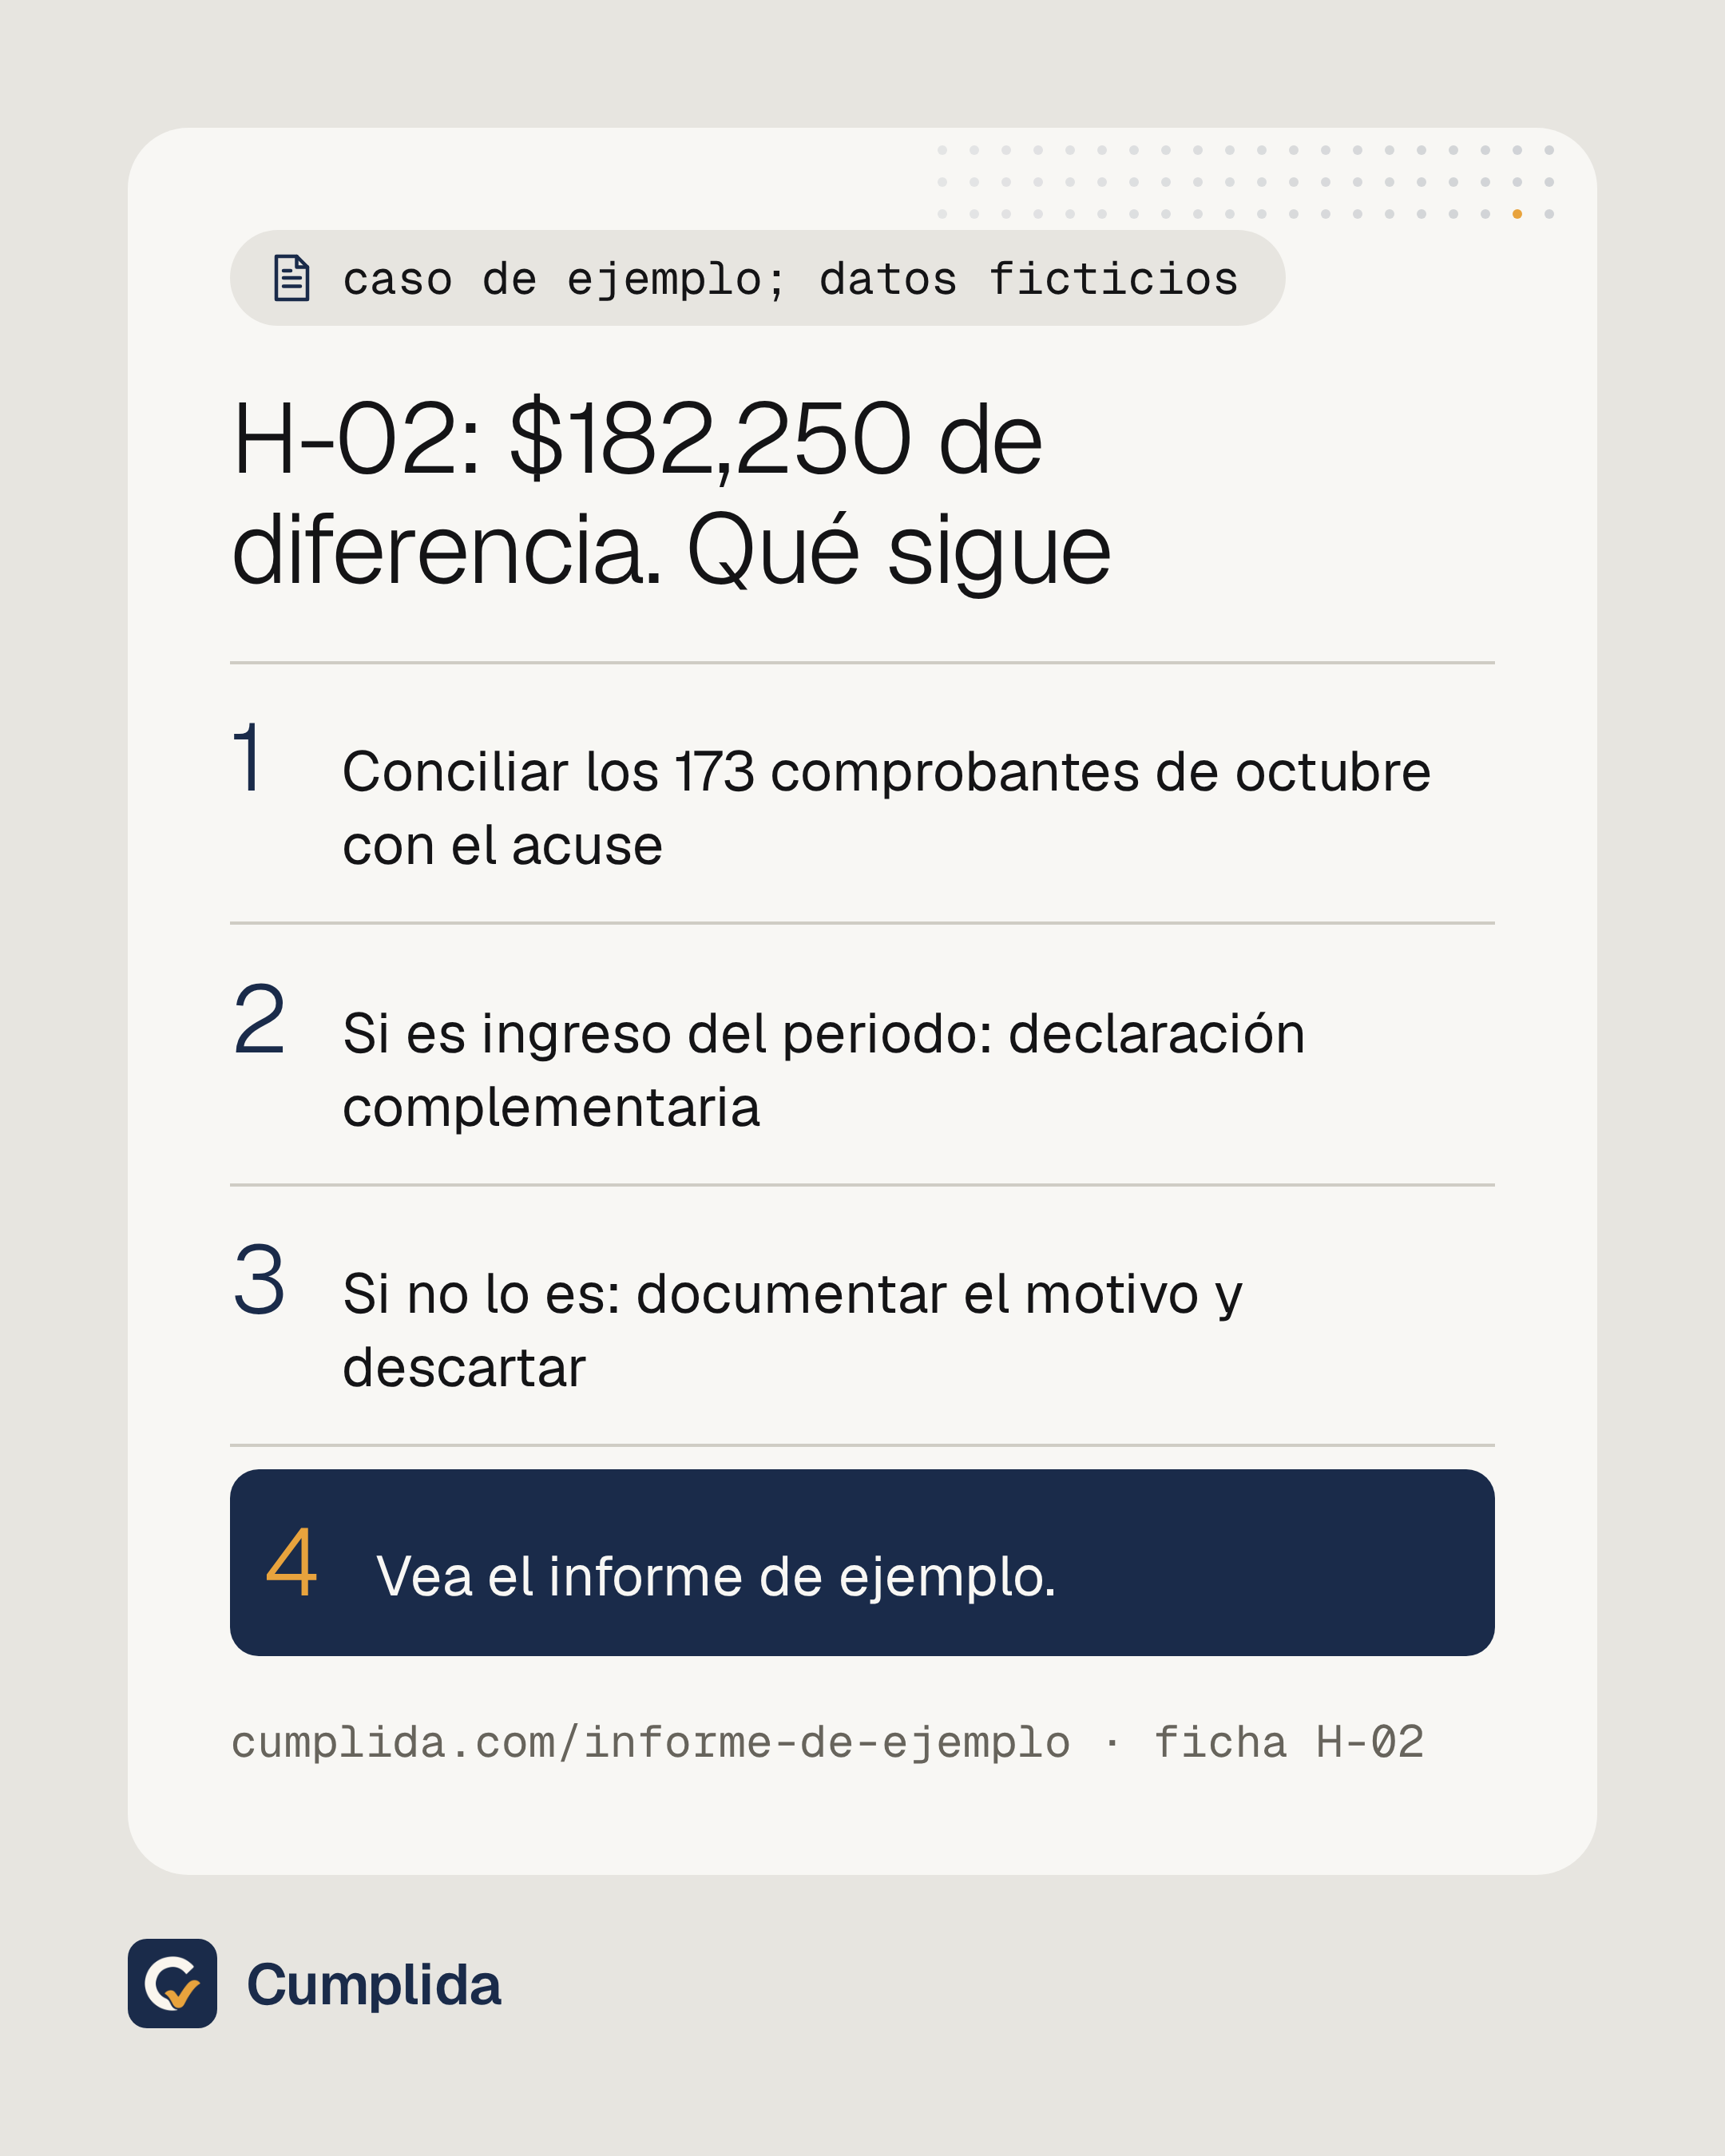 caso de ejemplo; datos ficticios
H-02: $182,250 de
diferencia. Qué sigue
1 Conciliar los 173 comprobantes de octubre
con el acuse
2 Si es ingreso del periodo: declaración
complementaria
3 Si no lo es: documentar el motivo y
descartar
4 Vea el informe de ejemplo.
cumplida.com/informe-de-ejemplo · ficha H-02
Cumplida